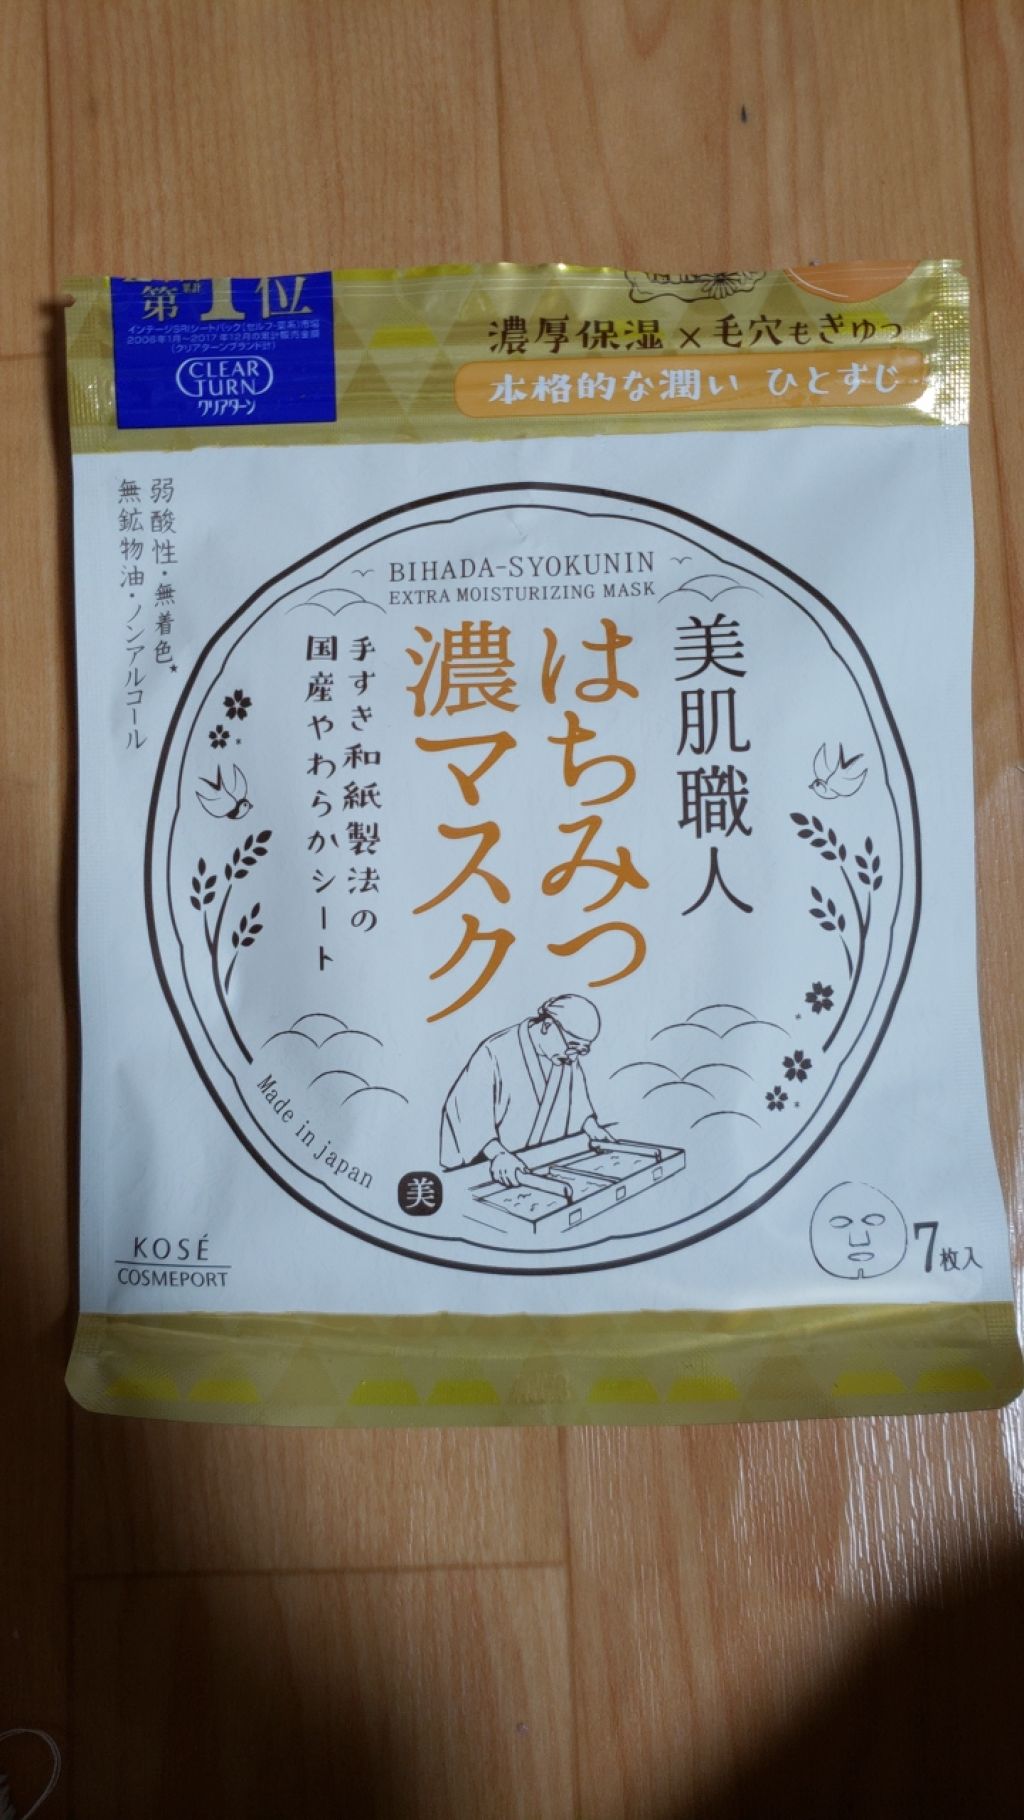 第1位
累計
インテージSRIシートパック(セルフ-薬系)市場
2006年1月~2017年12月の累計販売金額
(クリアターンブランド計)
CLEAR
TURN
クリアターン
濃厚保湿×毛穴もぎゅっ
本格的な潤い ひとすじ
弱酸性・無着色*
無鉱物油・ノンアルコール
BIHADA-SYOKUNIN
EXTRA MOISTURIZING MASK
美肌職人
はちみつ
濃マスク
手すき和紙製法の
国産やわらかシート
Made in japan
美
KOSÉ
COSMEPORT
7枚入